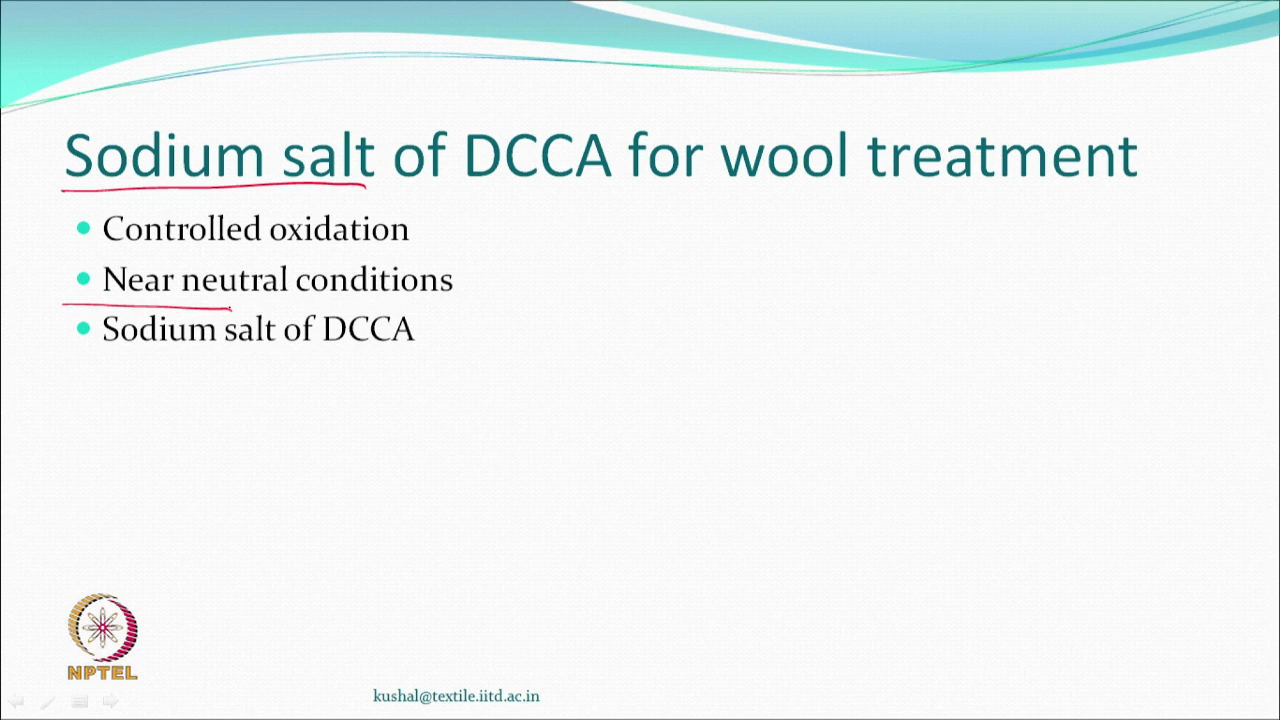 Sodium salt of DCCA for wool treatment
Controlled oxidation
Near neutral conditions
Sodium salt of DCCA
NPTEL
kushal@textile.iitd.ac.in